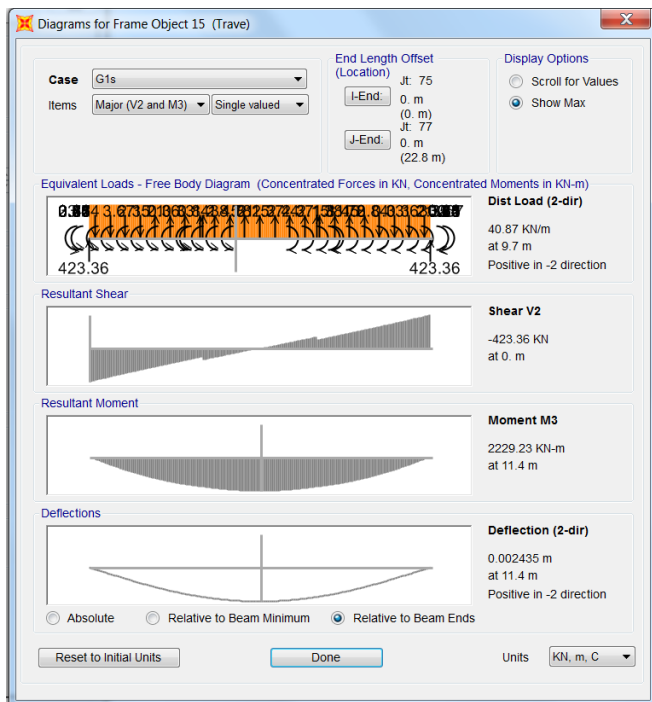 Diagrams for Frame Object 15 (Trave)
X
Case
G1s
Items
Major (V2 and M3)
Single valued
End Length Offset
(Location)
I-End:
Jt: 75
0. m
(0. m)
J-End:
Jt: 77
0. m
(22.8 m)
Display Options
Scroll for Values
Show Max
Equivalent Loads - Free Body Diagram (Concentrated Forces in KN, Concentrated Moments in KN-m)
423.36
423.36
Dist Load (2-dir)
40.87 KN/m
at 9.7 m
Positive in -2 direction
Resultant Shear
Shear V2
-423.36 KN
at 0. m
Resultant Moment
Moment M3
2229.23 KN-m
at 11.4 m
Deflections
Deflection (2-dir)
0.002435 m
at 11.4 m
Positive in -2 direction
Absolute
Relative to Beam Minimum
Relative to Beam Ends
Reset to Initial Units
Done
Units
KN, m, C